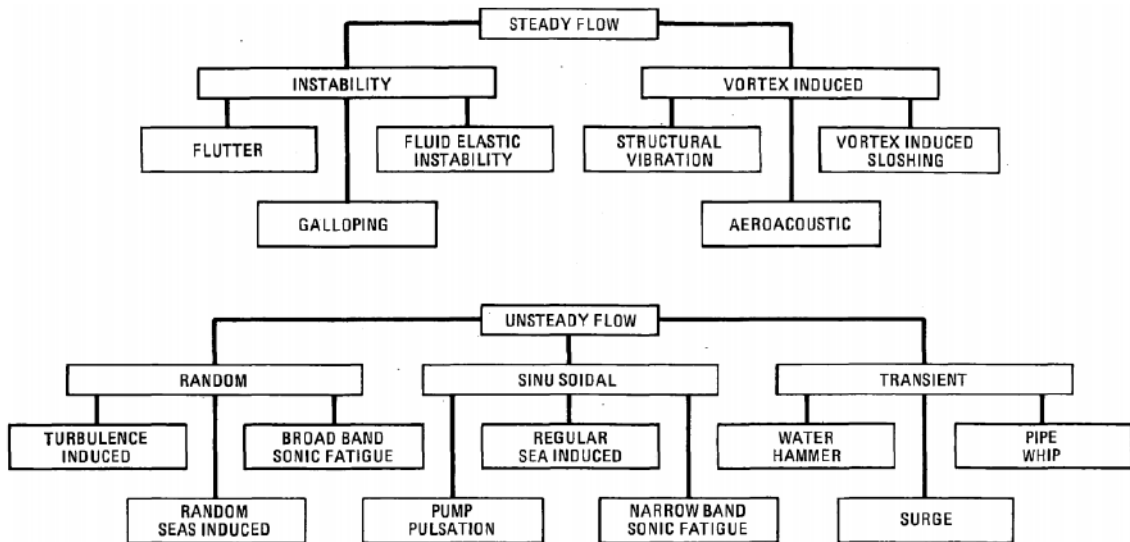 STEADY FLOW
INSTABILITY
VORTEX INDUCED
FLUTTER
FLUID ELASTIC
INSTABILITY
STRUCTURAL
VIBRATION
VORTEX INDUCED
SLOSHING
GALLOPING
AEROACOUSTIC
UNSTEADY FLOW
RANDOM
SINU SOIDAL
TRANSIENT
TURBULENCE
INDUCED
BROAD BAND
SONIC FATIGUE
REGULAR
SEA INDUCED
WATER
HAMMER
PIPE
WHIP
RANDOM
SEAS INDUCED
PUMP
PULSATION
NARROW BAND
SONIC FATIGUE
SURGE